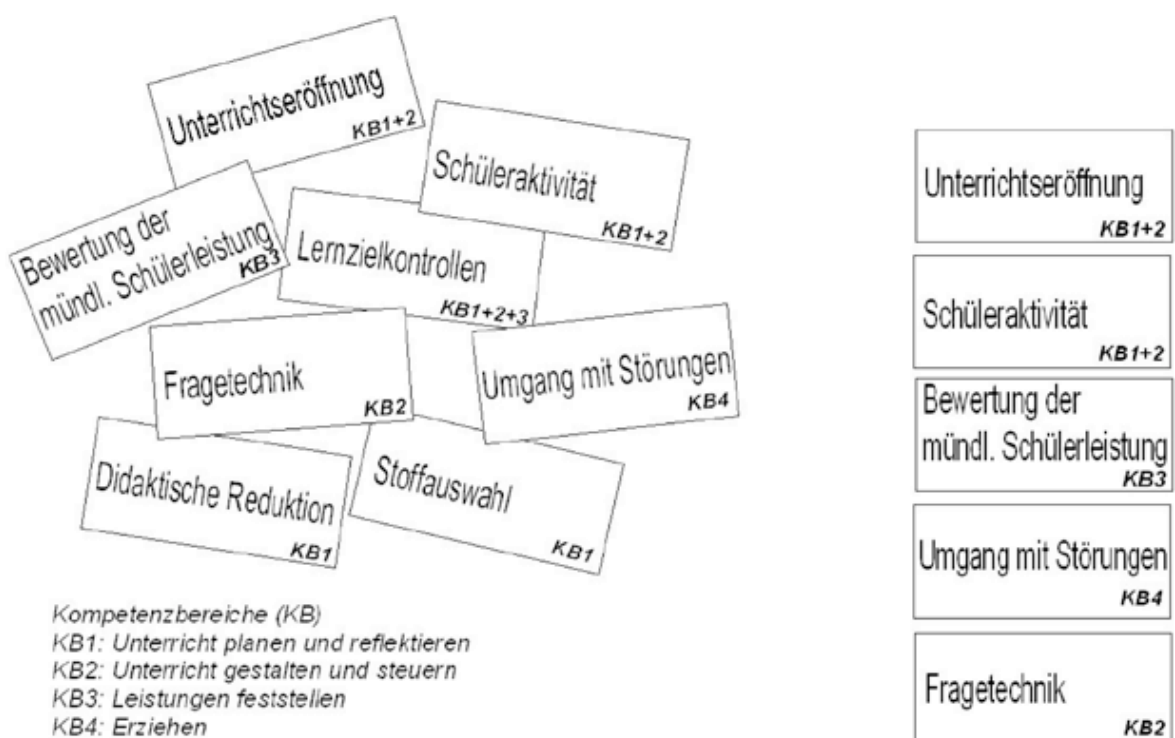 Unterrichtseröffnung
KB1+2
Schüleraktivität
KB1+2
Bewertung der
mündl. Schülerleistung
KB3
Lernzielkontrollen
KB1+2+3
Fragetechnik
KB2
Umgang mit Störungen
KB4
Didaktische Reduktion
KB1
Stoffauswahl
KB1
Kompetenzbereiche (KB)
KB1: Unterricht planen und reflektieren
KB2: Unterricht gestalten und steuern
KB3: Leistungen feststellen
KB4: Erziehen
Unterrichtseröffnung
KB1+2
Schüleraktivität
KB1+2
Bewertung der
mündl. Schülerleistung
KB3
Umgang mit Störungen
KB4
Fragetechnik
KB2